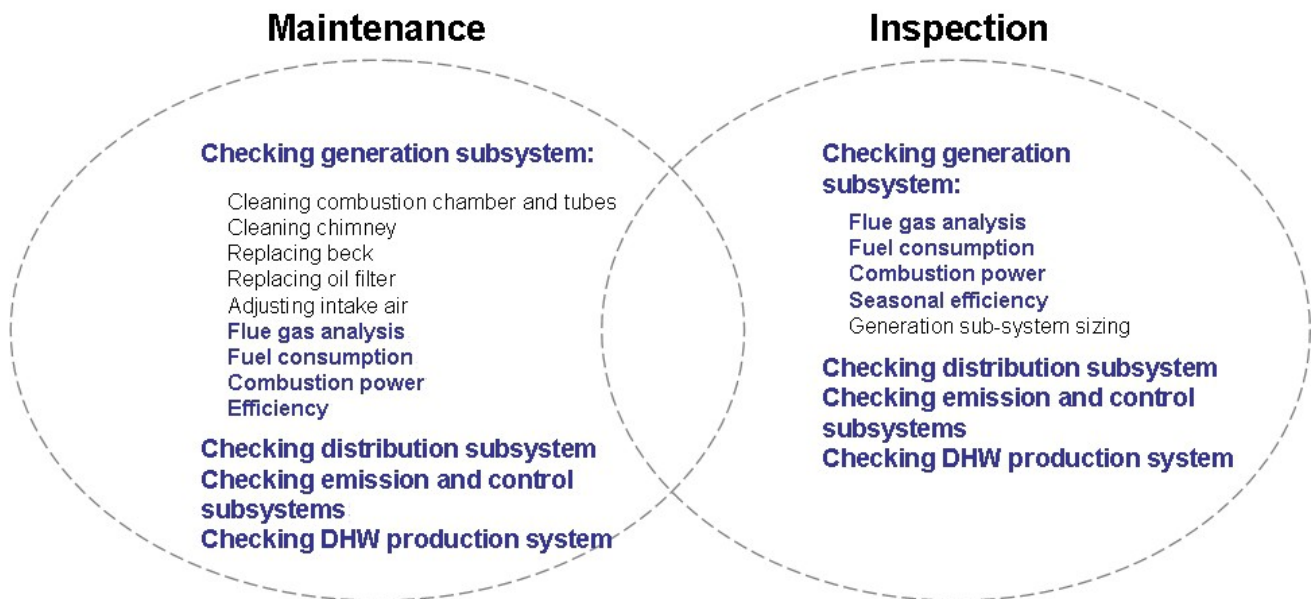 Maintenance
Inspection
Checking generation subsystem:
Cleaning combustion chamber and tubes
Cleaning chimney
Replacing beck
Replacing oil filter
Adjusting intake air
Flue gas analysis
Fuel consumption
Combustion power
Efficiency
Checking distribution subsystem
Checking emission and control
subsystems
Checking DHW production system
Checking generation
subsystem:
Flue gas analysis
Fuel consumption
Combustion power
Seasonal efficiency
Generation sub-system sizing
Checking distribution subsystem
Checking emission and control
subsystems
Checking DHW production system